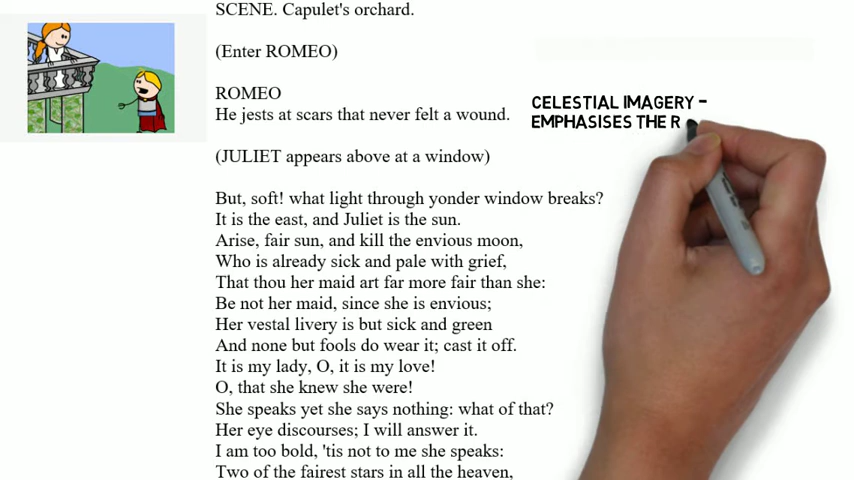 SCENE. Capulet's orchard.
(Enter ROMEO)
ROMEO
He jests at scars that never felt a wound.
(JULIET appears above at a window)
But, soft! what light through yonder window breaks?
It is the east, and Juliet is the sun.
Arise, fair sun, and kill the envious moon,
Who is already sick and pale with grief,
That thou her maid art far more fair than she:
Be not her maid, since she is envious;
Her vestal livery is but sick and green
And none but fools do wear it; cast it off.
It is my lady, O, it is my love!
O, that she knew she were!
She speaks yet she says nothing: what of that?
Her eye discourses; I will answer it.
I am too bold, 'tis not to me she speaks:
Two of the fairest stars in all the heaven,
CELESTIAL IMAGERY -
EMPHASISES THE R